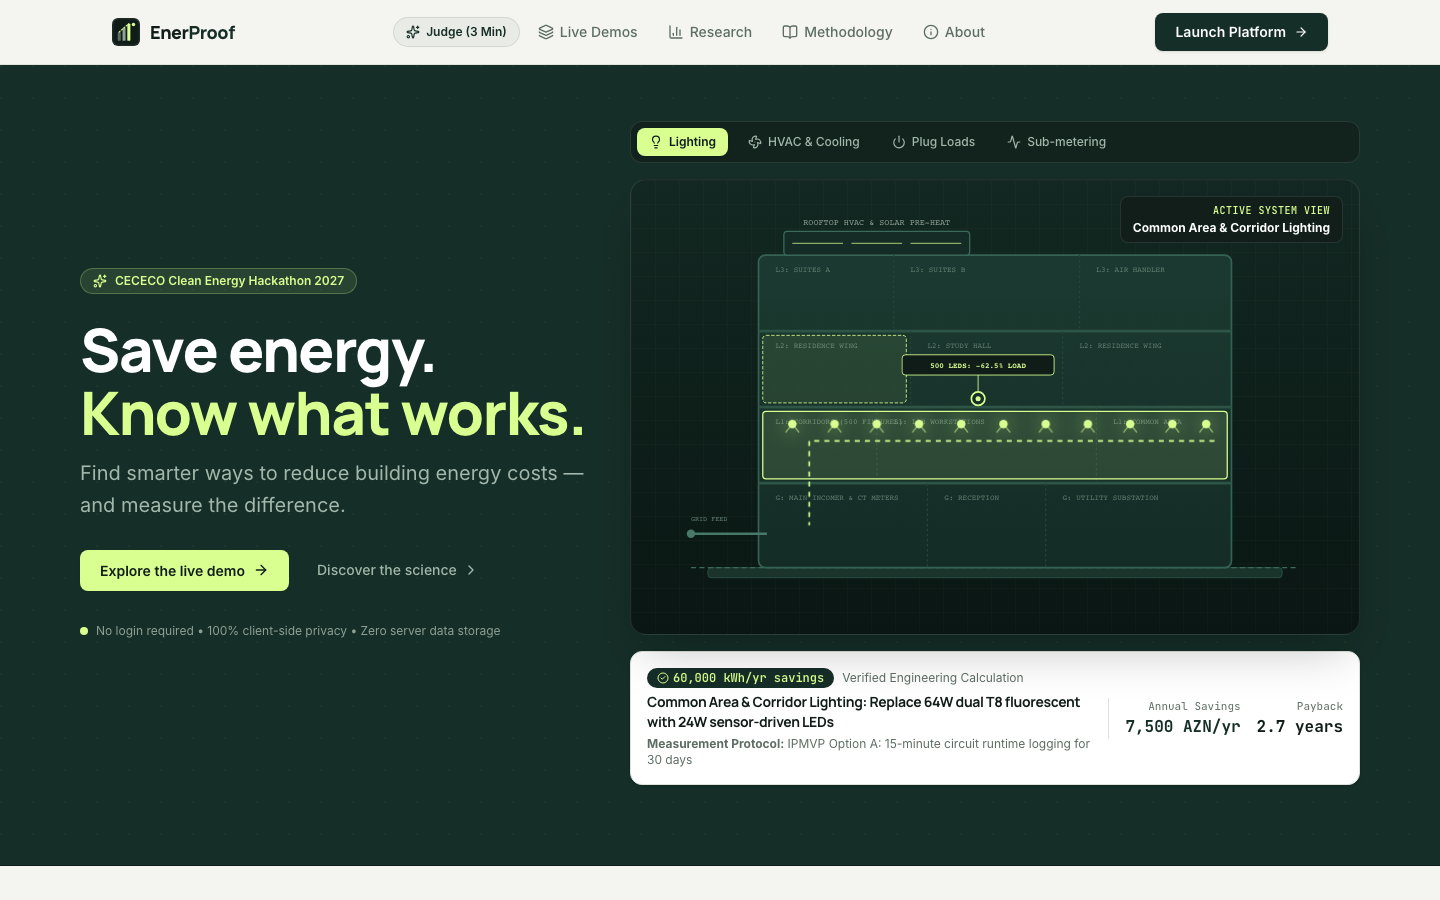 EnerProof
Judge (3 Min)
Live Demos
Research
Methodology
About
Launch Platform
CECECO Clean Energy Hackathon 2027
Save energy.
Know what works.
Find smarter ways to reduce building energy costs —
and measure the difference.
Explore the live demo
Discover the science
No login required • 100% client-side privacy • Zero server data storage
Lighting
HVAC & Cooling
Plug Loads
Sub-metering
ACTIVE SYSTEM VIEW
Common Area & Corridor Lighting
ROOFTOP HVAC & SOLAR PRE-HEAT
L3: SUITES A
L3: SUITES B
L3: AIR HANDLER
L2: RESIDENCE WING
L2: STUDY HALL
L2: RESIDENCE WING
500 LEDS: -62.5% LOAD
G: MAIN INCOMER & CT METERS
G: RECEPTION
G: UTILITY SUBSTATION
GRID FEED
60,000 kWh/yr savings
Verified Engineering Calculation
Common Area & Corridor Lighting: Replace 64W dual T8 fluorescent
with 24W sensor-driven LEDs
Measurement Protocol: IPMVP Option A: 15-minute circuit runtime logging for
30 days
Annual Savings
7,500 AZN/yr
Payback
2.7 years